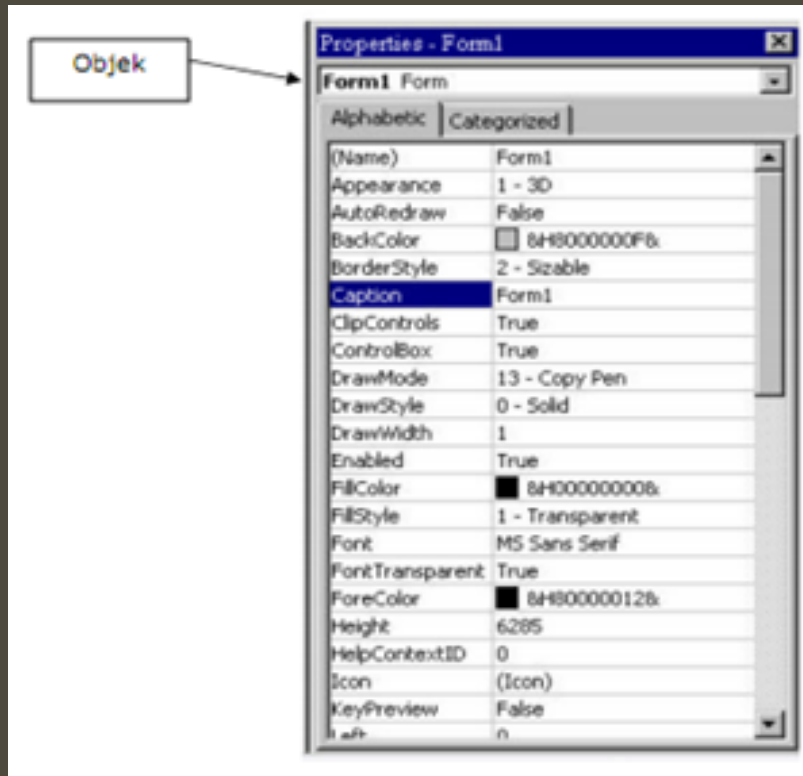 Objek
Properties - Form1
Form1 Form
Alphabetic Categorized
(Name) Form1
Appearance 1 - 3D
AutoRedraw False
BackColor &H8000000F&
BorderStyle 2 - Sizable
Caption Form1
ClipControls True
ControlBox True
DrawMode 13 - Copy Pen
DrawStyle 0 - Solid
DrawWidth 1
Enabled True
FillColor &H00000000&
FillStyle 1 - Transparent
Font MS Sans Serif
FontTransparent True
ForeColor &H80000012&
Height 6285
HelpContextID 0
Icon (Icon)
KeyPreview False
Left 0